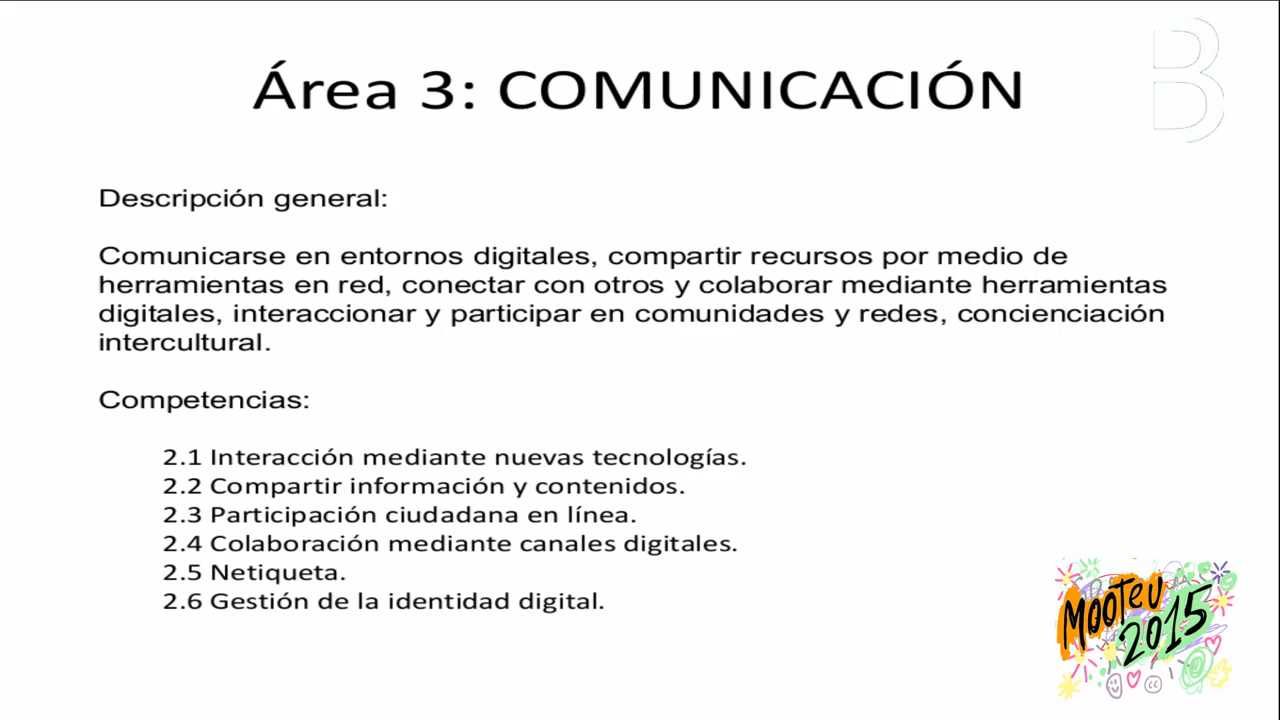 B
Área 3: COMUNICACIÓN
Descripción general:
Comunicarse en entornos digitales, compartir recursos por medio de
herramientas en red, conectar con otros y colaborar mediante herramientas
digitales, interaccionar y participar en comunidades y redes, concienciación
intercultural.
Competencias:
2.1 Interacción mediante nuevas tecnologías.
2.2 Compartir información y contenidos.
2.3 Participación ciudadana en línea.
2.4 Colaboración mediante canales digitales.
2.5 Netiqueta.
2.6 Gestión de la identidad digital.
MOOTeU
2015
cc